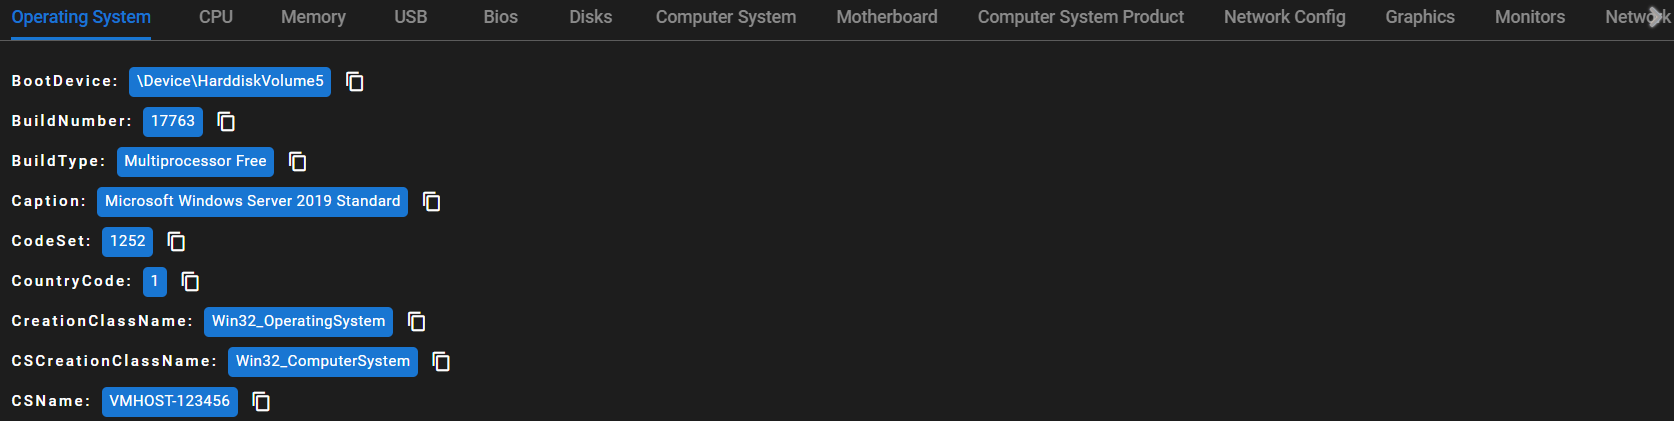 Operating System CPU Memory USB Bios Disks Computer System Motherboard Computer System Product Network Config Graphics Monitors Network
BootDevice: \Device\HarddiskVolume5
BuildNumber: 17763
BuildType: Multiprocessor Free
Caption: Microsoft Windows Server 2019 Standard
CodeSet: 1252
CountryCode: 1
CreationClassName: Win32_OperatingSystem
CSCreationClassName: Win32_ComputerSystem
CSName: VMHOST-123456